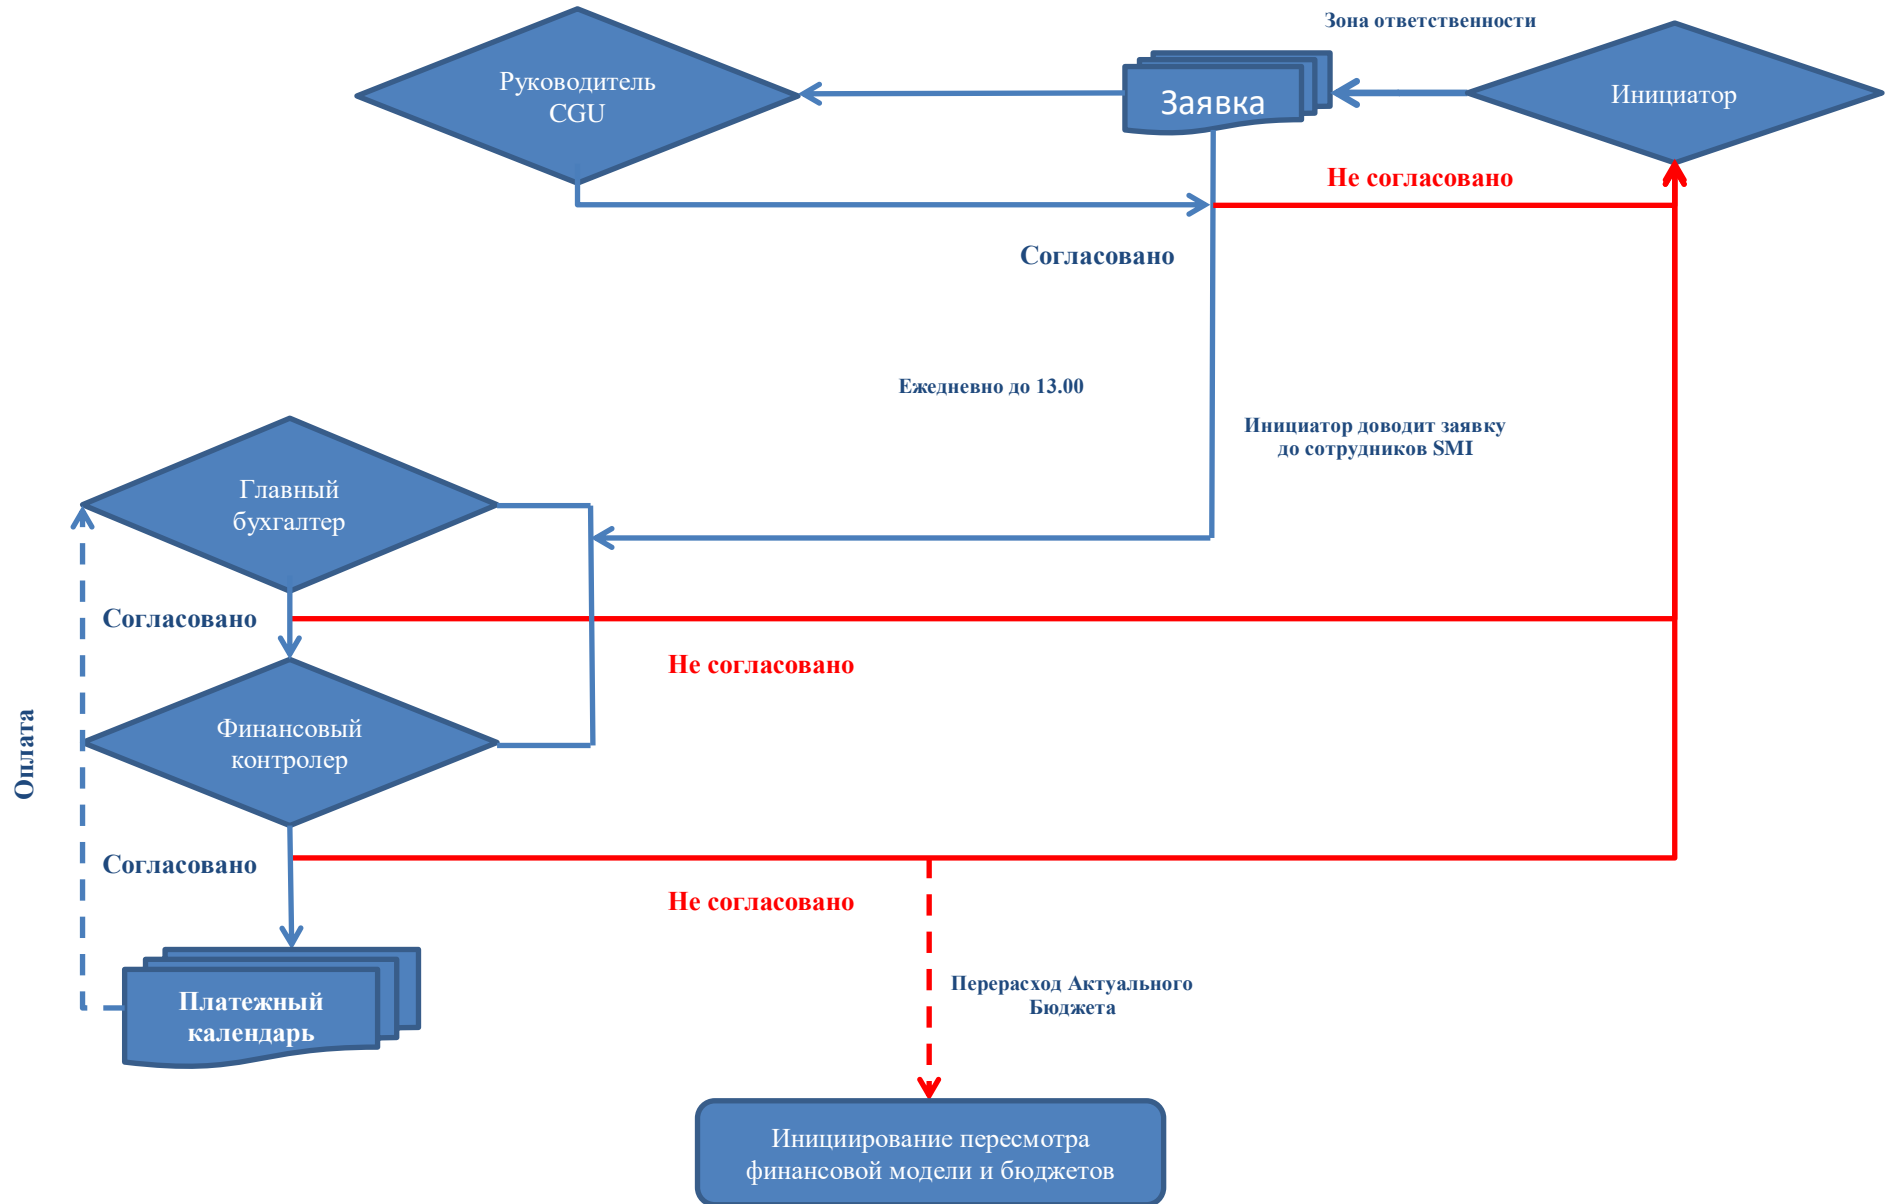 Зона ответственности
Руководитель
CGU
Заявка
Инициатор
Не согласовано
Согласовано
Ежедневно до 13.00
Инициатор доводит заявку
до сотрудников SMI
Главный
бухгалтер
Согласовано
Не согласовано
Финансовый
контролер
Оплата
Согласовано
Не согласовано
Перерасход Актуального
Бюджета
Платежный
календарь
Инициирование пересмотра
финансовой модели и бюджетов